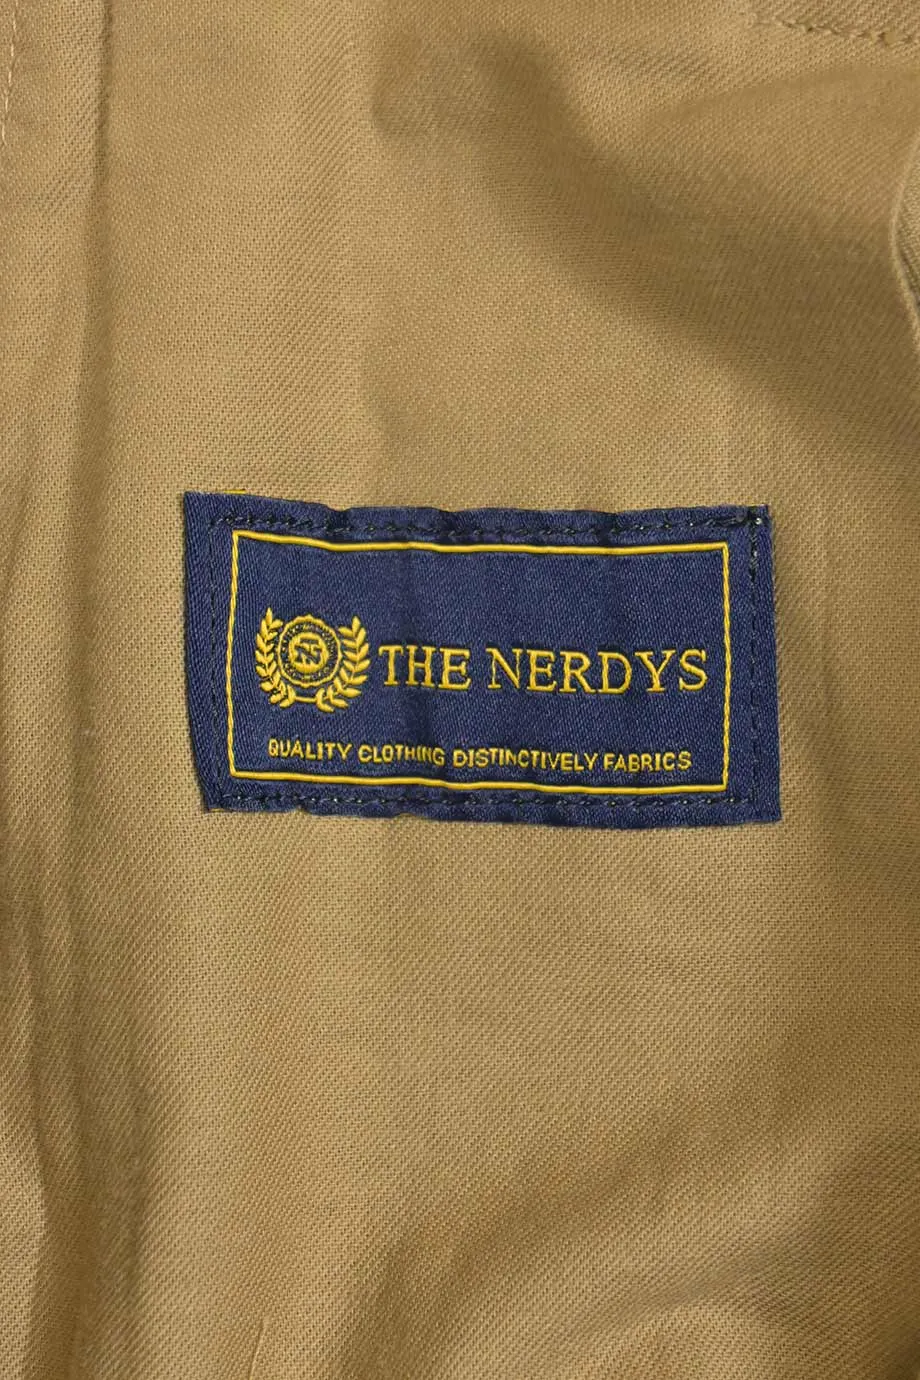 THE NERDYS
QUALITY CLOTHING DISTINCTIVELY FABRICS